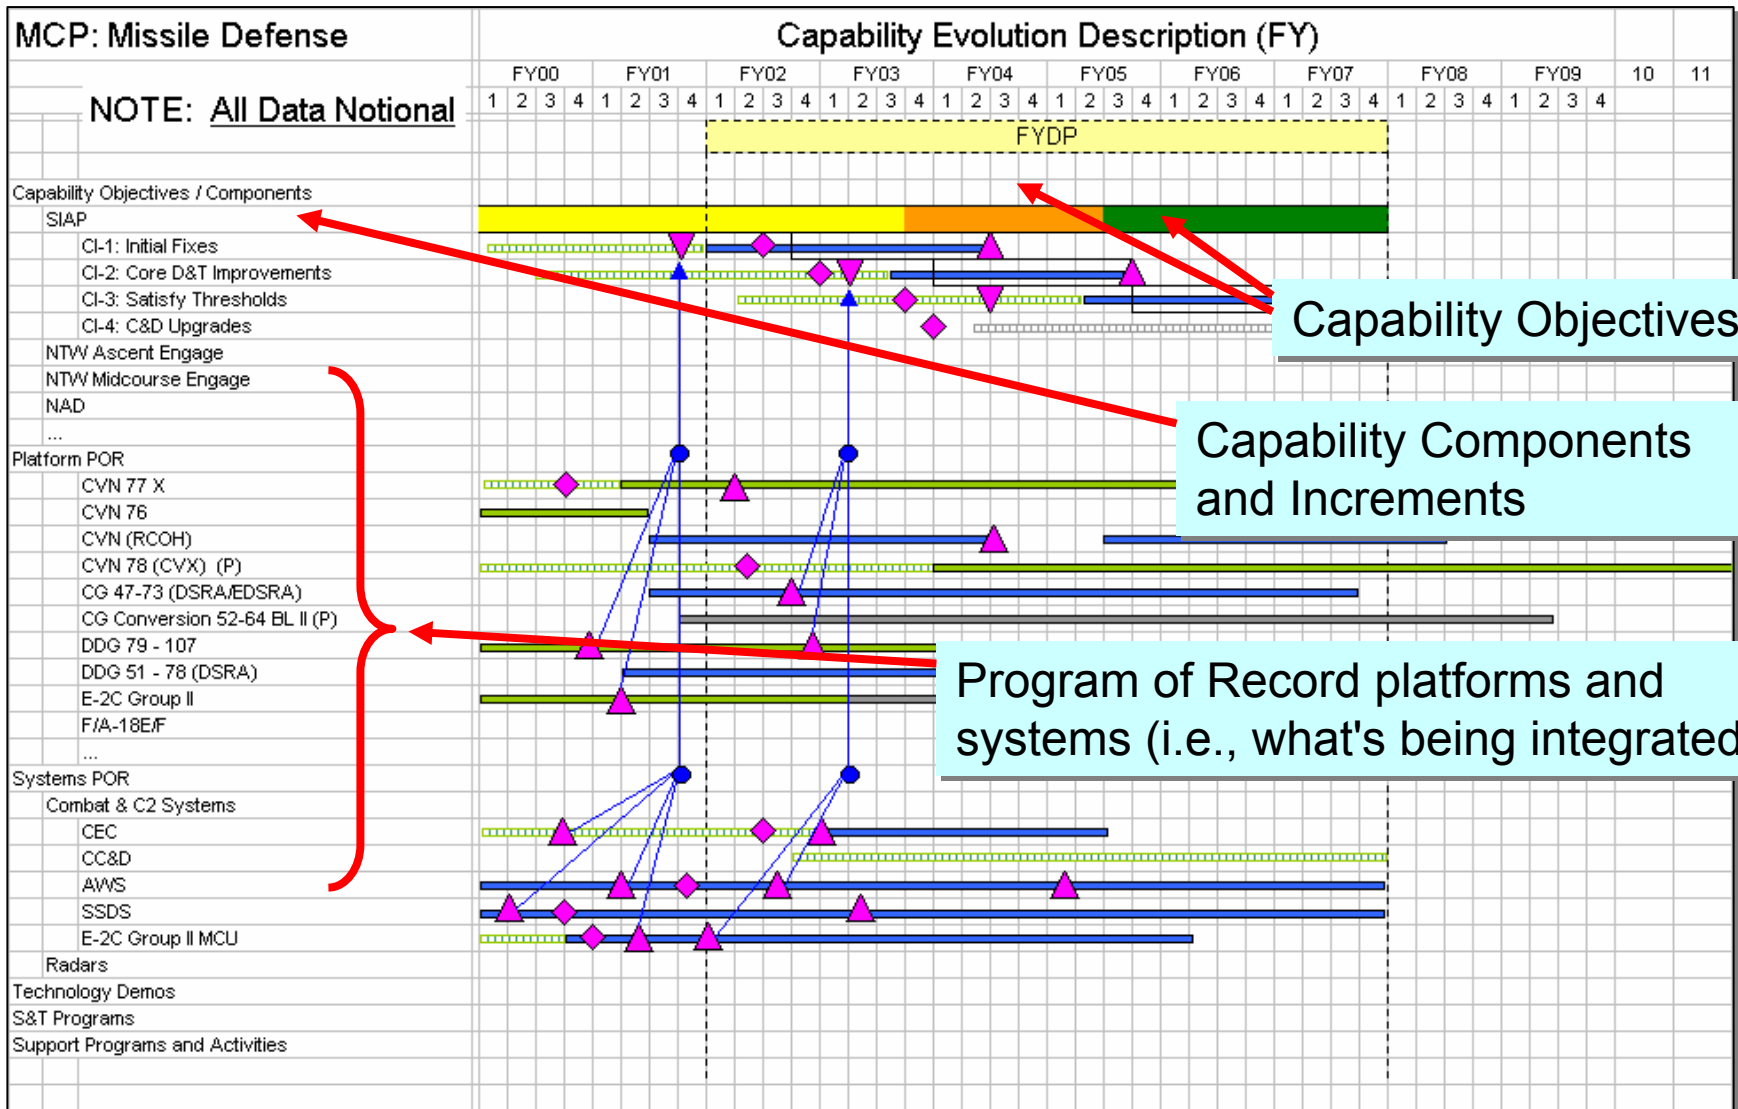 MCP: Missile Defense
Capability Evolution Description (FY)
FY00 FY01 FY02 FY03 FY04 FY05 FY06 FY07 FY08 FY09 10 11
NOTE: All Data Notional
1 2 3 4 1 2 3 4 1 2 3 4 1 2 3 4 1 2 3 4 1 2 3 4 1 2 3 4 1 2 3 4 1 2 3 4 1 2 3 4
FYDP
Capability Objectives / Components
SIAP
CI-1: Initial Fixes
CI-2: Core D&T Improvements
CI-3: Satisfy Thresholds
CI-4: C&D Upgrades
Capability Objectives
NTW Ascent Engage
NTW Midcourse Engage
NAD
...
Capability Components
and Increments
Platform POR
CVN 77 X
CVN 76
CVN (RCOH)
CVN 78 (CVX) (P)
CG 47-73 (DSRA/EDSRA)
CG Conversion 52-64 BL II (P)
DDG 79 - 107
DDG 51 - 78 (DSRA)
E-2C Group II
F/A-18E/F
...
Program of Record platforms and
systems (i.e., what's being integrated
Systems POR
Combat & C2 Systems
CEC
CC&D
AWS
SSDS
E-2C Group II MCU
Radars
Technology Demos
S&T Programs
Support Programs and Activities